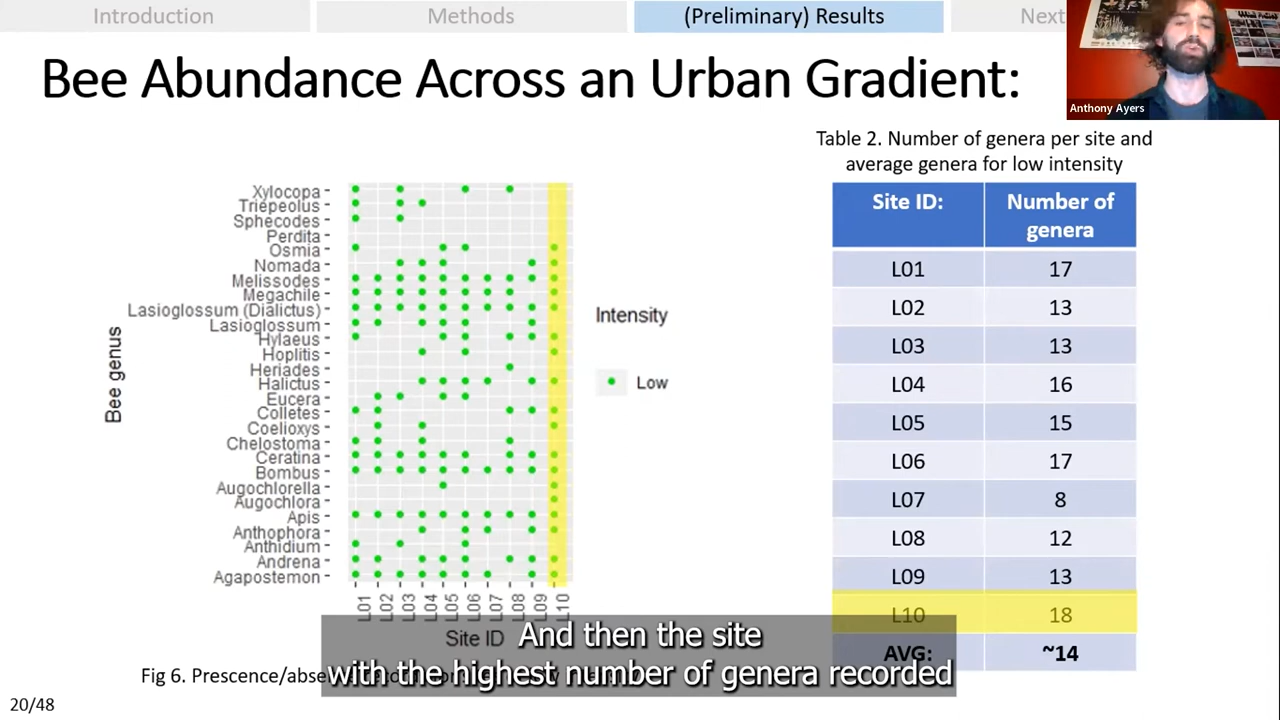 Introduction
Methods
(Preliminary) Results
Next
Bee Abundance Across an Urban Gradient:
Anthony Ayers
Table 2. Number of genera per site and
average genera for low intensity
Xylocopa
Triepeolus
Sphecodes
Perdita
Osmia
Nomada
Melissodes
Megachile
Lasioglossum (Dialictus)
Lasioglossum
Hylaeus
Hoplitis
Heriades
Halictus
Eucera
Colletes
Coelioxys
Chelostoma
Ceratina
Bombus
Augochlorella
Augochlora
Apis
Anthophora
Anthidium
Andrena
Agapostemon
Bee genus
L01 L02 L03 L04 L05 L06 L07 L08 L09 L10
Site ID
Intensity
Low
Site ID: Number of
genera
L01 17
L02 13
L03 13
L04 16
L05 15
L06 17
L07 8
L08 12
L09 13
L10 18
AVG: ~14
Fig 6. Prescence/abse
And then the site
with the highest number of genera recorded
20/48